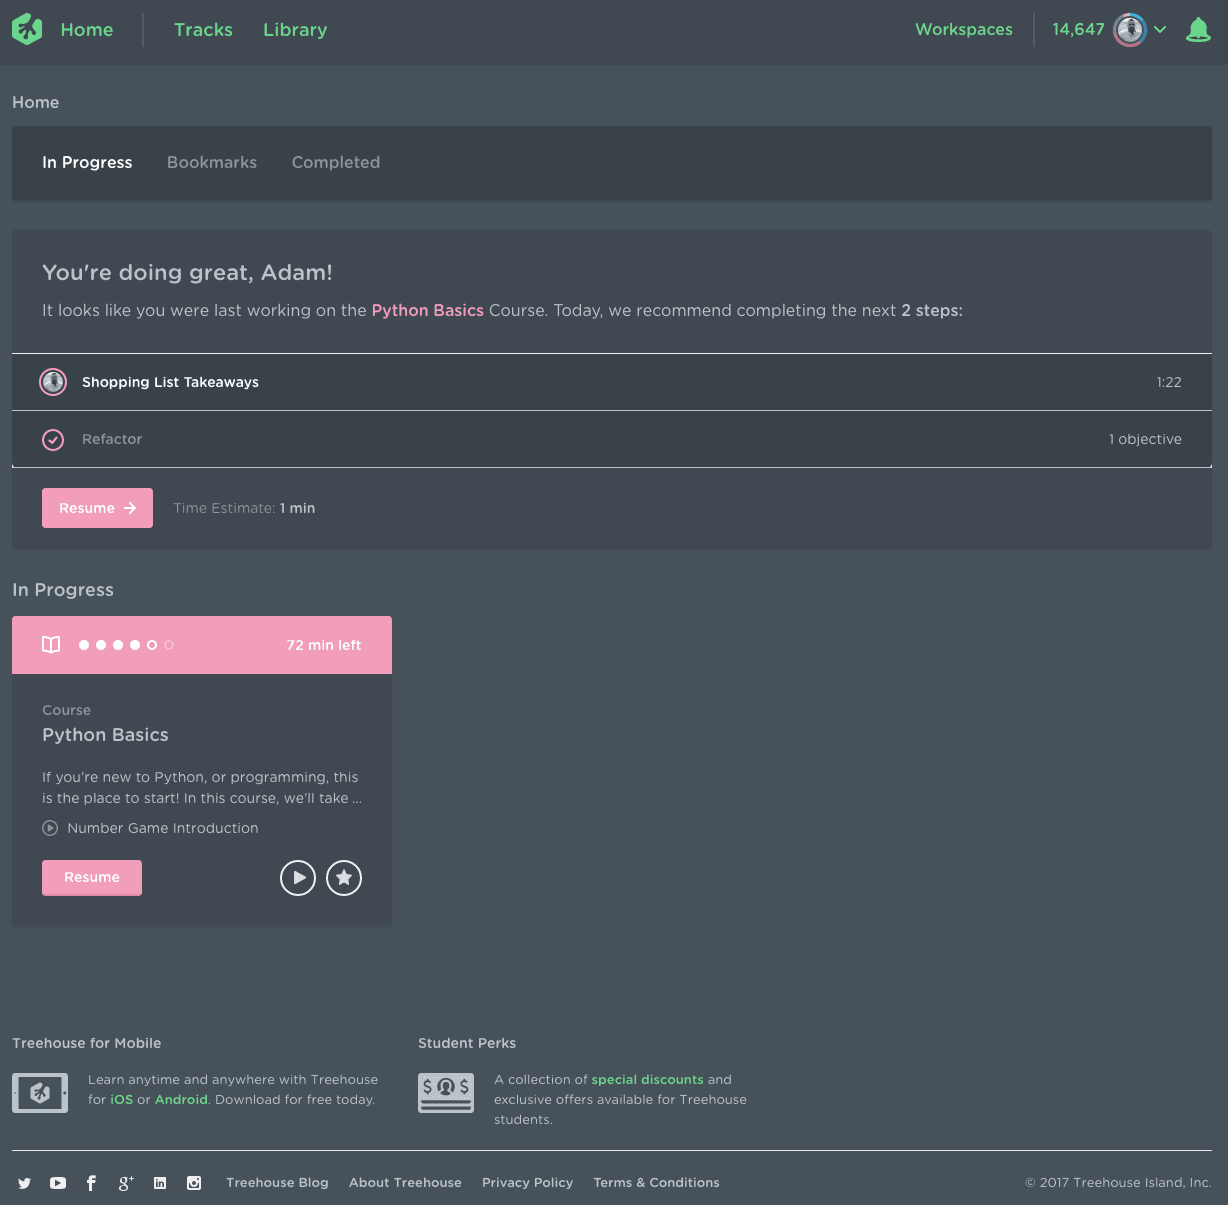 Home
Tracks
Library
Workspaces
14,647
Home
In Progress
Bookmarks
Completed
You're doing great, Adam!
It looks like you were last working on the Python Basics Course. Today, we recommend completing the next 2 steps:
Shopping List Takeaways
1:22
Refactor
1 objective
Resume
Time Estimate: 1 min
In Progress
72 min left
Course
Python Basics
If you're new to Python, or programming, this
is the place to start! In this course, we'll take ...
Number Game Introduction
Resume
Treehouse for Mobile
Learn anytime and anywhere with Treehouse
for iOS or Android. Download for free today.
Student Perks
A collection of special discounts and
exclusive offers available for Treehouse
students.
Treehouse Blog
About Treehouse
Privacy Policy
Terms & Conditions
© 2017 Treehouse Island, Inc.